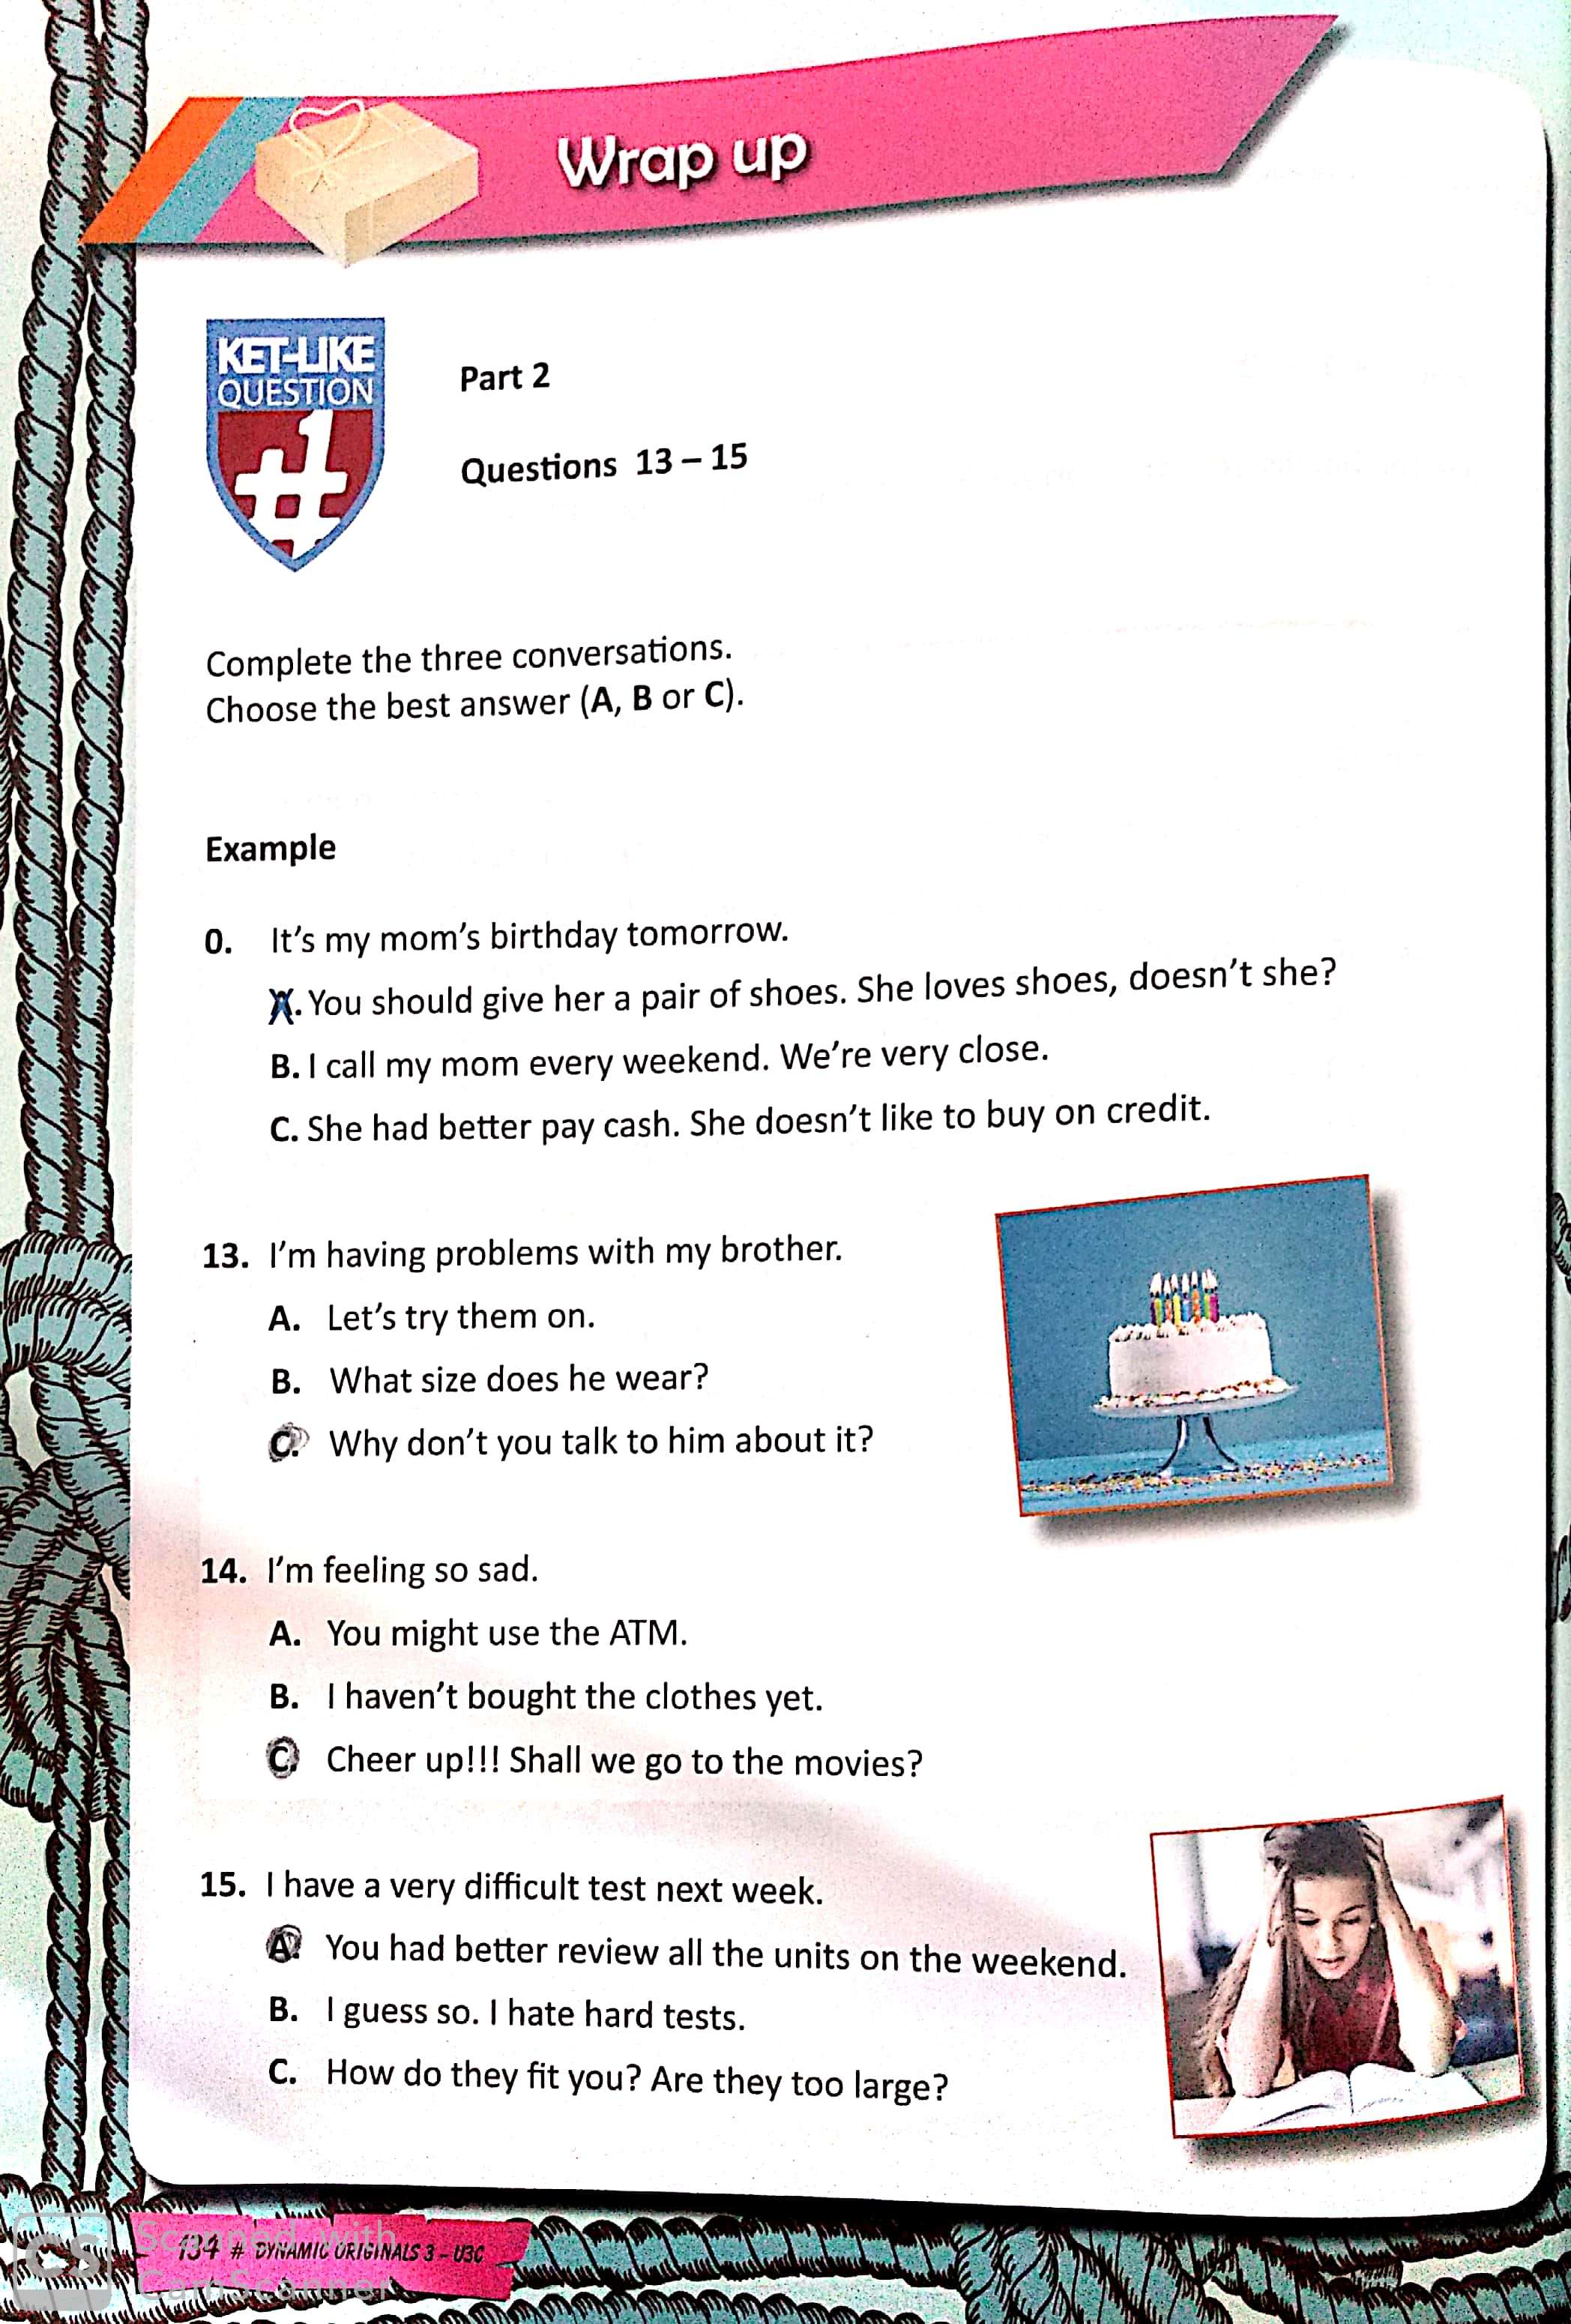 Wrap up
KET-LIKE
QUESTION
#1
Part 2
Questions 13 – 15
Complete the three conversations.
Choose the best answer (A, B or C).
Example
0. It's my mom's birthday tomorrow.
A. You should give her a pair of shoes. She loves shoes, doesn't she?
B. I call my mom every weekend. We're very close.
C. She had better pay cash. She doesn't like to buy on credit.
13. I'm having problems with my brother.
A. Let's try them on.
B. What size does he wear?
C. Why don't you talk to him about it?
14. I'm feeling so sad.
A. You might use the ATM.
B. I haven't bought the clothes yet.
C. Cheer up!!! Shall we go to the movies?
15. I have a very difficult test next week.
A. You had better review all the units on the weekend.
B. I guess so. I hate hard tests.
C. How do they fit you? Are they too large?
134 # DYNAMIC ORIGINALS 3 - U3C
CS
Scanned with
CamScanner